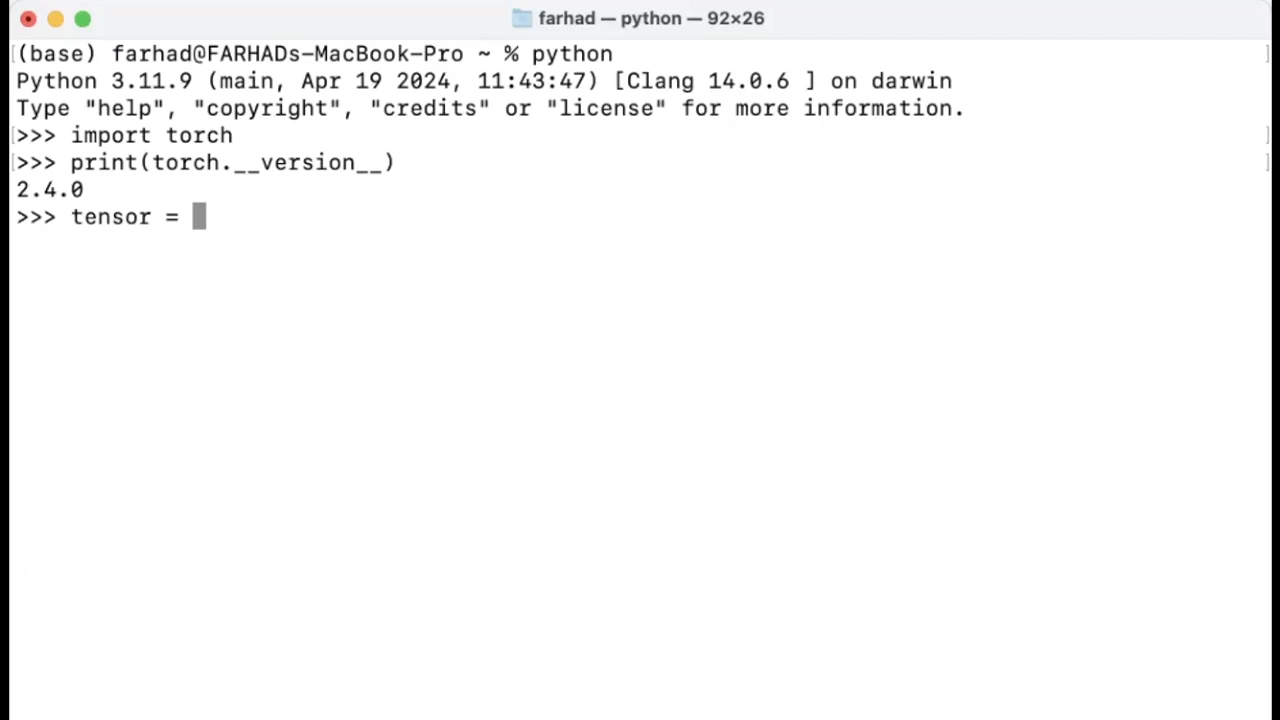 farhad — python — 92×26
(base) farhad@FARHADs-MacBook-Pro ~ % python
Python 3.11.9 (main, Apr 19 2024, 11:43:47) [Clang 14.0.6 ] on darwin
Type "help", "copyright", "credits" or "license" for more information.
>>> import torch
>>> print(torch.__version__)
2.4.0
>>> tensor =